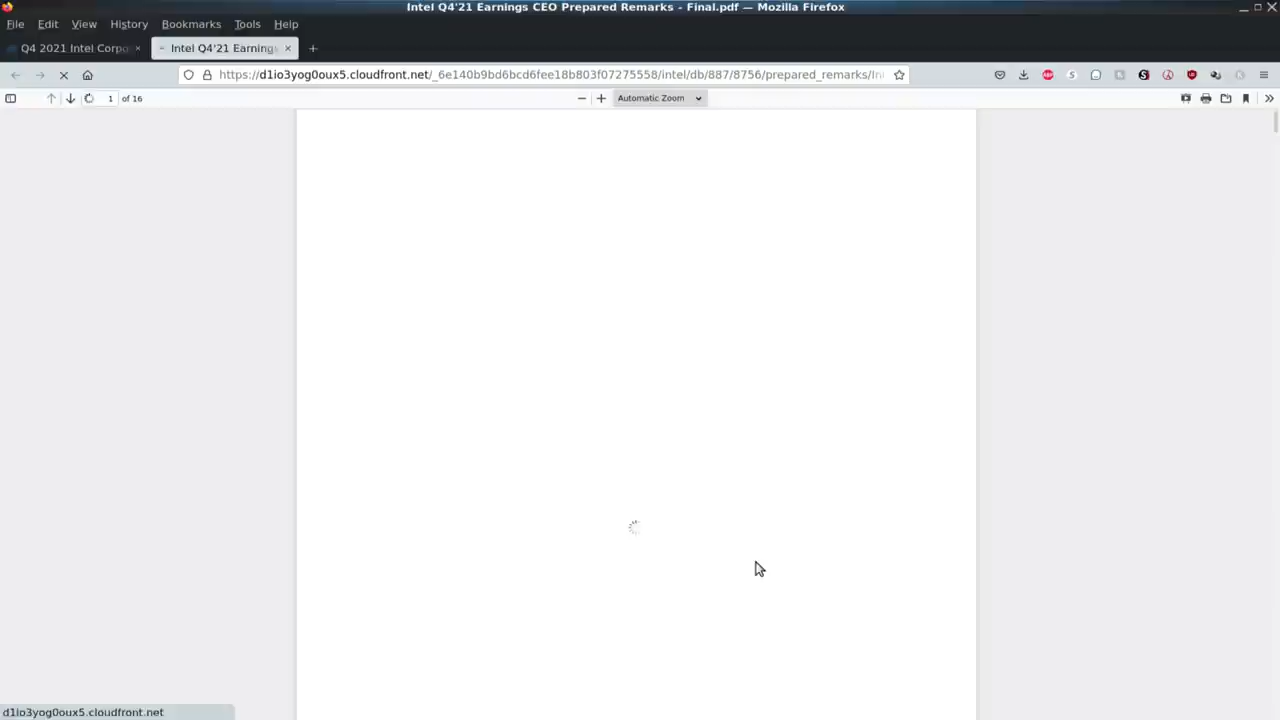 Intel Q4'21 Earnings CEO Prepared Remarks - Final.pdf — Mozilla Firefox
File Edit View History Bookmarks Tools Help
Q4 2021 Intel Corpo
Intel Q4'21 Earning
https://d1io3yog0oux5.cloudfront.net/_6e140b9bd6bcd6fee18b803f07275558/intel/db/887/8756/prepared_remarks/In
1 of 16
Automatic Zoom
d1io3yog0oux5.cloudfront.net